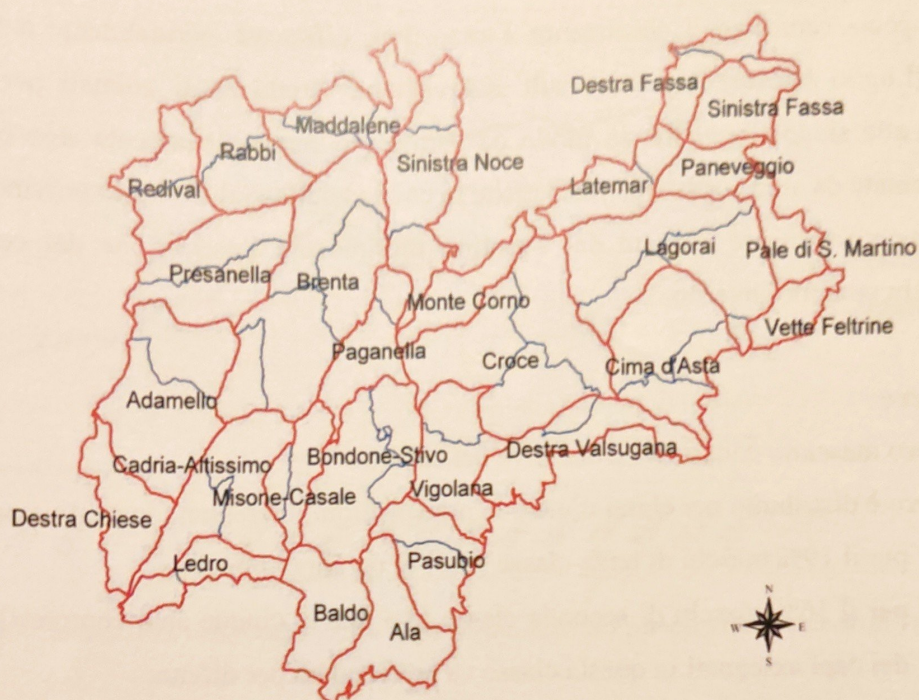 Destra Fassa
Sinistra Fassa
Maddalene
Rabbi
Sinistra Noce
Paneveggio
Redival
Latemar
Lagorai
Pale di S. Martino
Presanella
Brenta
Monte Corno
Vette Feltrine
Paganella
Croce
Cima d'Asta
Adamello
Destra Valsugana
Bondone-Stivo
Cadria-Altissimo
Vigolana
Misone-Casale
Destra Chiese
Ledro
Pasubio
Baldo
Ala
N
W E
S